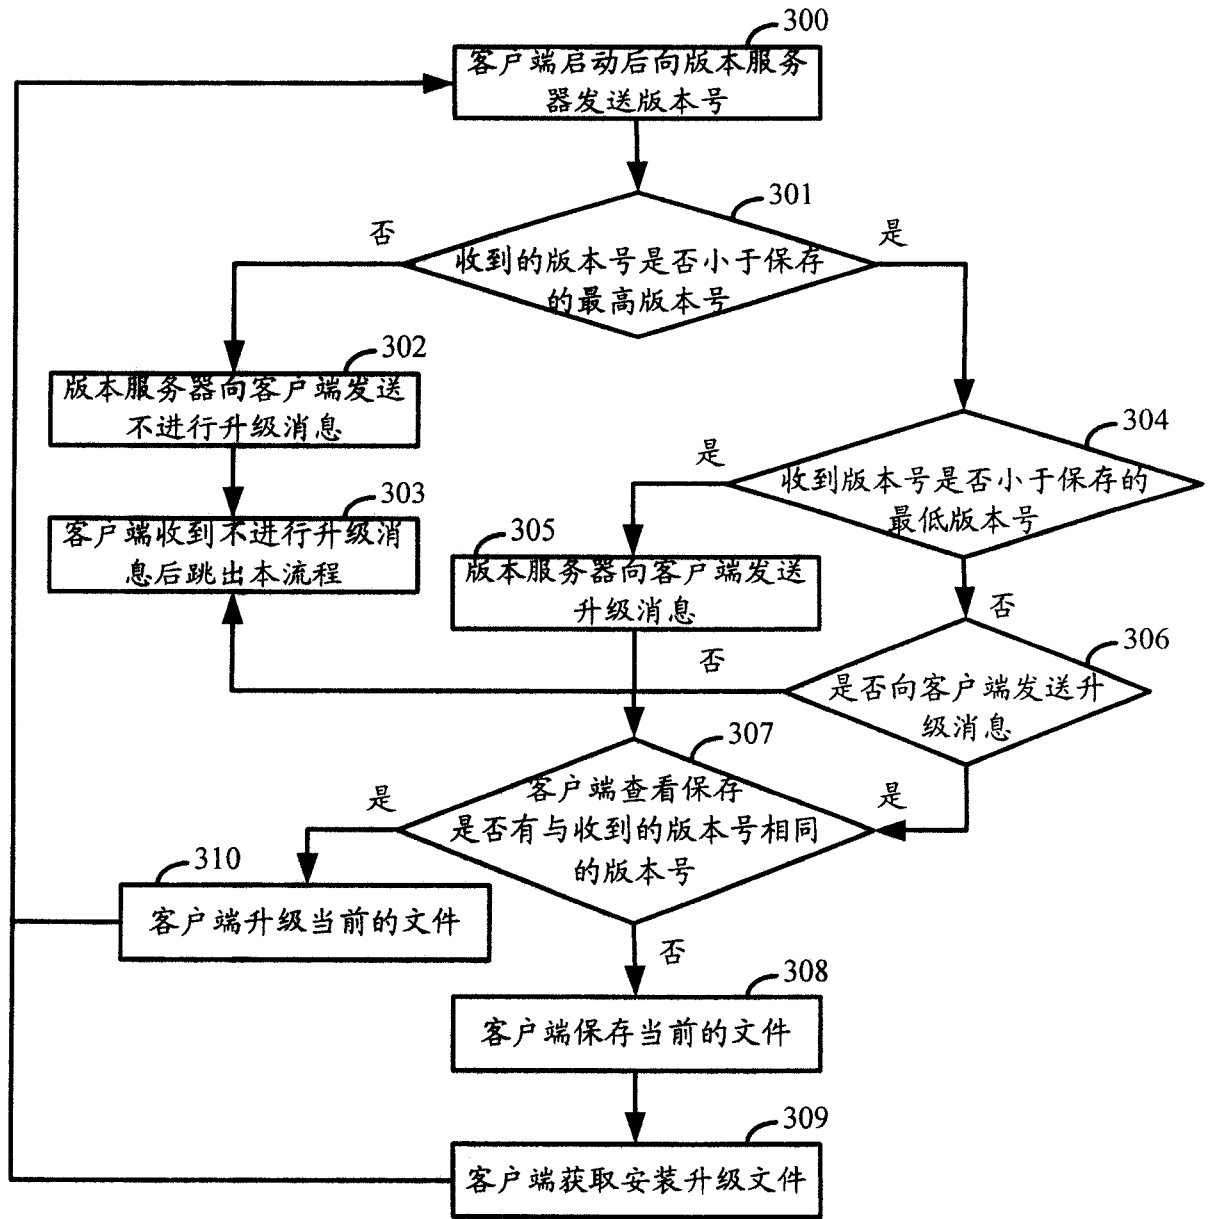 300
客户端启动后向版本服务
器发送版本号
301
否
是
收到的版本号是否小于保存
的最高版本号
302
版本服务器向客户端发送
不进行升级消息
304
是
收到版本号是否小于保存的
最低版本号
303
客户端收到不进行升级消
息后跳出本流程
305
版本服务器向客户端发送
升级消息
否
306
否
是否向客户端发送升
级消息
307
客户端查看保存
是否有与收到的版本号相同
的版本号
是
是
310
客户端升级当前的文件
否
308
客户端保存当前的文件
309
客户端获取安装升级文件